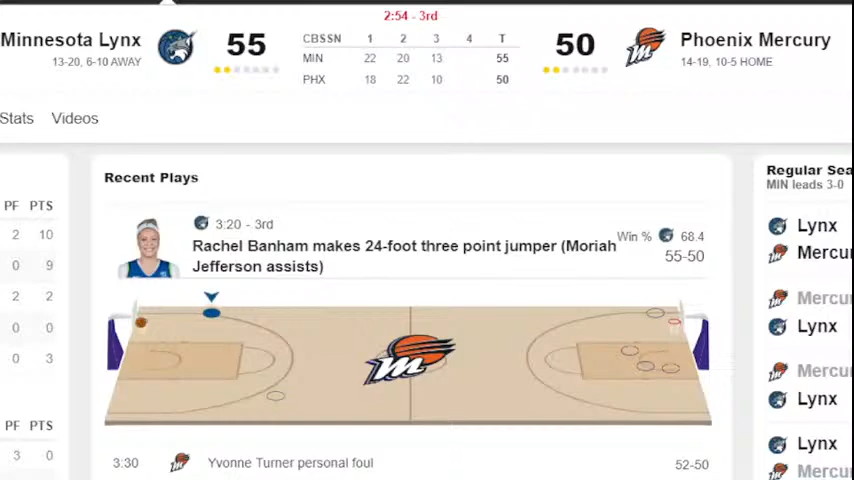 2:54 - 3rd
Minnesota Lynx
13-20, 6-10 AWAY
55
CBSSN 1 2 3 4 T
MIN 22 20 13 55
PHX 18 22 10 50
50
Phoenix Mercury
14-19, 10-5 HOME
Stats Videos
PF PTS
2 10
0 9
2 2
0 0
0 3
PF PTS
3 0
Recent Plays
3:20 - 3rd
Rachel Banham makes 24-foot three point jumper (Moriah
Jefferson assists)
Win % 68.4
55-50
3:30 Yvonne Turner personal foul 52-50
Regular Sea
MIN leads 3-0
Lynx
Mercu
Mercu
Lynx
Mercu
Lynx
Lynx
Mercu